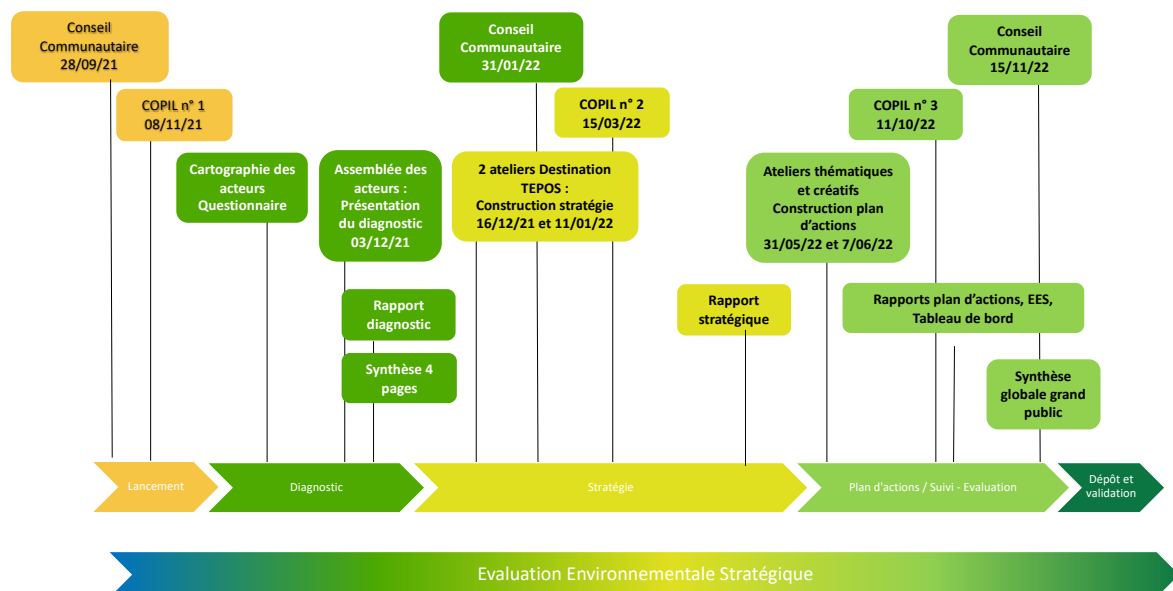 Conseil
Communautaire
28/09/21
COPIL n° 1
08/11/21
Cartographie des
acteurs
Questionnaire
Assemblée des
acteurs :
Présentation
du diagnostic
03/12/21
Rapport
diagnostic
Synthèse 4
pages
Conseil
Communautaire
31/01/22
COPIL n° 2
15/03/22
2 ateliers Destination
TEPOS :
Construction stratégie
16/12/21 et 11/01/22
Rapport
stratégique
Ateliers thématiques
et créatifs
Construction plan
d’actions
31/05/22 et 7/06/22
COPIL n° 3
11/10/22
Conseil
Communautaire
15/11/22
Rapports plan d’actions, EES,
Tableau de bord
Synthèse
globale grand
public
Lancement
Diagnostic
Stratégie
Plan d'actions / Suivi - Evaluation
Dépôt et
validation
Evaluation Environnementale Stratégique